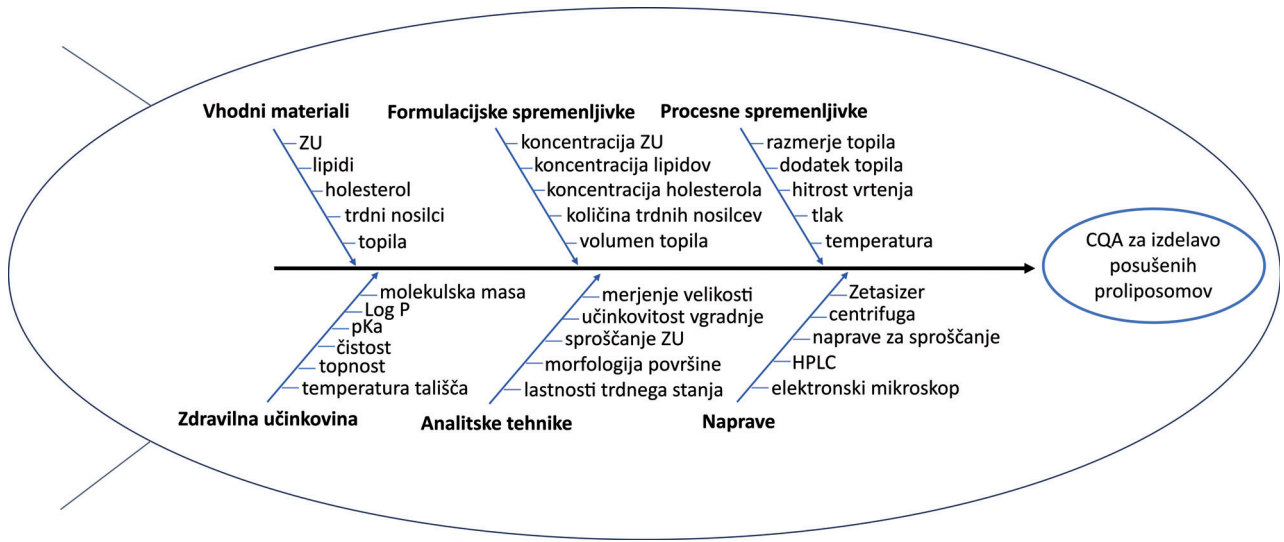 Vhodni materiali
ZU
lipidi
holesterol
trdni nosilci
topila
Formulacijske spremenljivke
koncentracija ZU
koncentracija lipidov
koncentracija holesterola
količina trdnih nosilcev
volumen topila
Procesne spremenljivke
razmerje topila
dodatek topila
hitrost vrtenja
tlak
temperatura
CQA za izdelavo
posušenih
proliposomov
molekulska masa
Log P
pKa
čistost
topnost
temperatura tališča
Zdravilna učinkovina
merjenje velikosti
učinkovitost vgradnje
sproščanje ZU
morfologija površine
lastnosti trdnega stanja
Analitske tehnike
Zetasizer
centrifuga
naprave za sproščanje
HPLC
elektronski mikroskop
Naprave